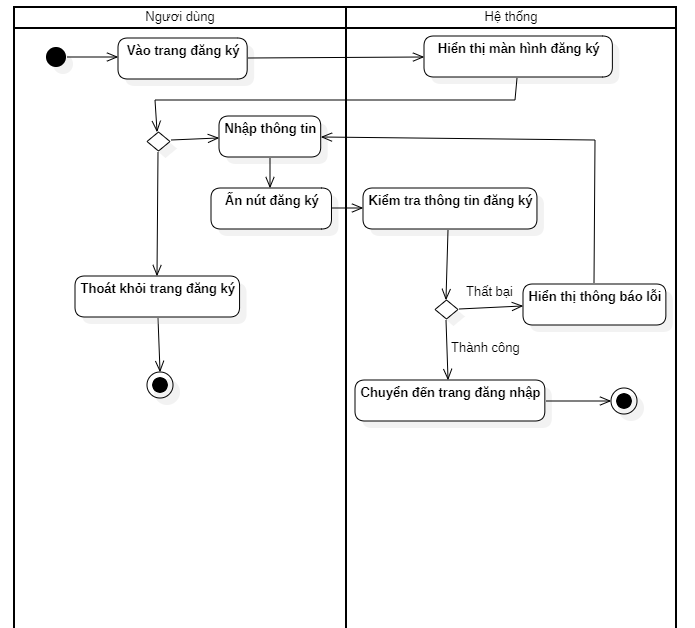 Ngươi dùng
Hệ thống
Vào trang đăng ký
Hiển thị màn hình đăng ký
Nhập thông tin
Ấn nút đăng ký
Kiểm tra thông tin đăng ký
Thoát khỏi trang đăng ký
Thất bại
Hiển thị thông báo lỗi
Thành công
Chuyển đến trang đăng nhập